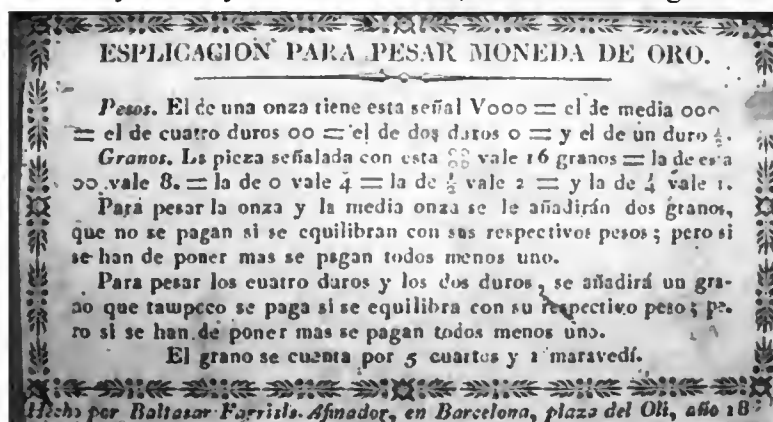 ESPLICACION PARA PESAR MONEDA DE ORO.
Pesos. El de una onza tiene esta señal Vooo = el de media ooo
= el de cuatro duros oo = el de dos duros o = y el de un duro ½.
Granos. La pieza señalada con esta oo oo vale 16 granos = la de esta
oo vale 8. = la de o vale 4 = la de ½ vale 2 = y la de ¼ vale 1.
Para pesar la onza y la media onza se le añadirán dos granos,
que no se pagan si se equilibran con sus respectivos pesos; pero si
se han de poner mas se pagan todos menos uno.
Para pesar los cuatro duros y los dos duros, se añadirá un gra-
no que tampoco se paga si se equilibra con su respectivo peso; pe-
ro si se han de poner mas se pagan todos menos uno.
El grano se cuenta por 5 cuartos y 1 maravedí.
Hecho por Baltasar Afinador, en Barcelona, plaza del Oli, año 18